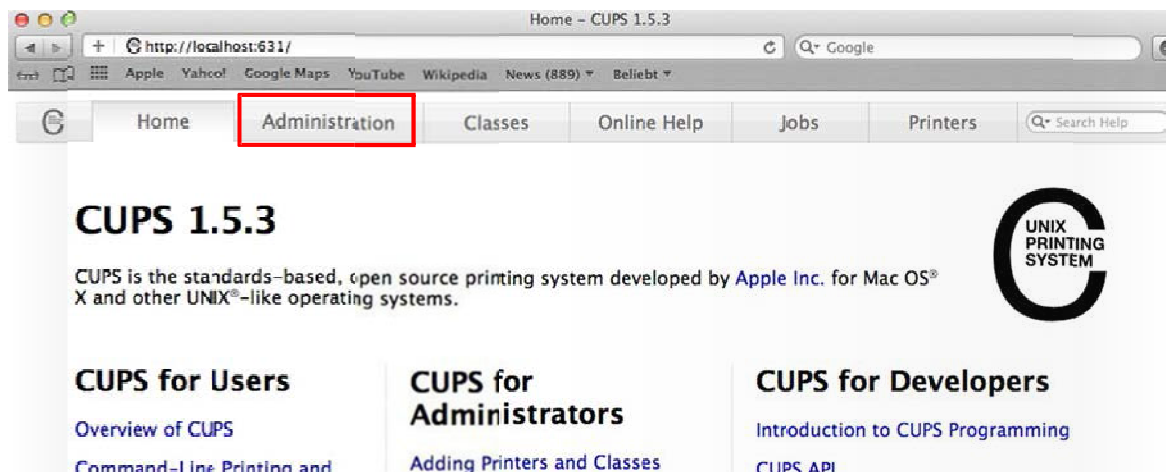 Home – CUPS 1.5.3
+ http://localhost:631/ Google
Apple Yahoo! Google Maps YouTube Wikipedia News (889) Beliebt
Home Administration Classes Online Help Jobs Printers Search Help
CUPS 1.5.3
UNIX
PRINTING
SYSTEM
CUPS is the standards-based, open source printing system developed by Apple Inc. for Mac OS®
X and other UNIX®-like operating systems.
CUPS for Users
Overview of CUPS
Command-Line Printing and
CUPS for
Administrators
Adding Printers and Classes
CUPS for Developers
Introduction to CUPS Programming
CUPS API